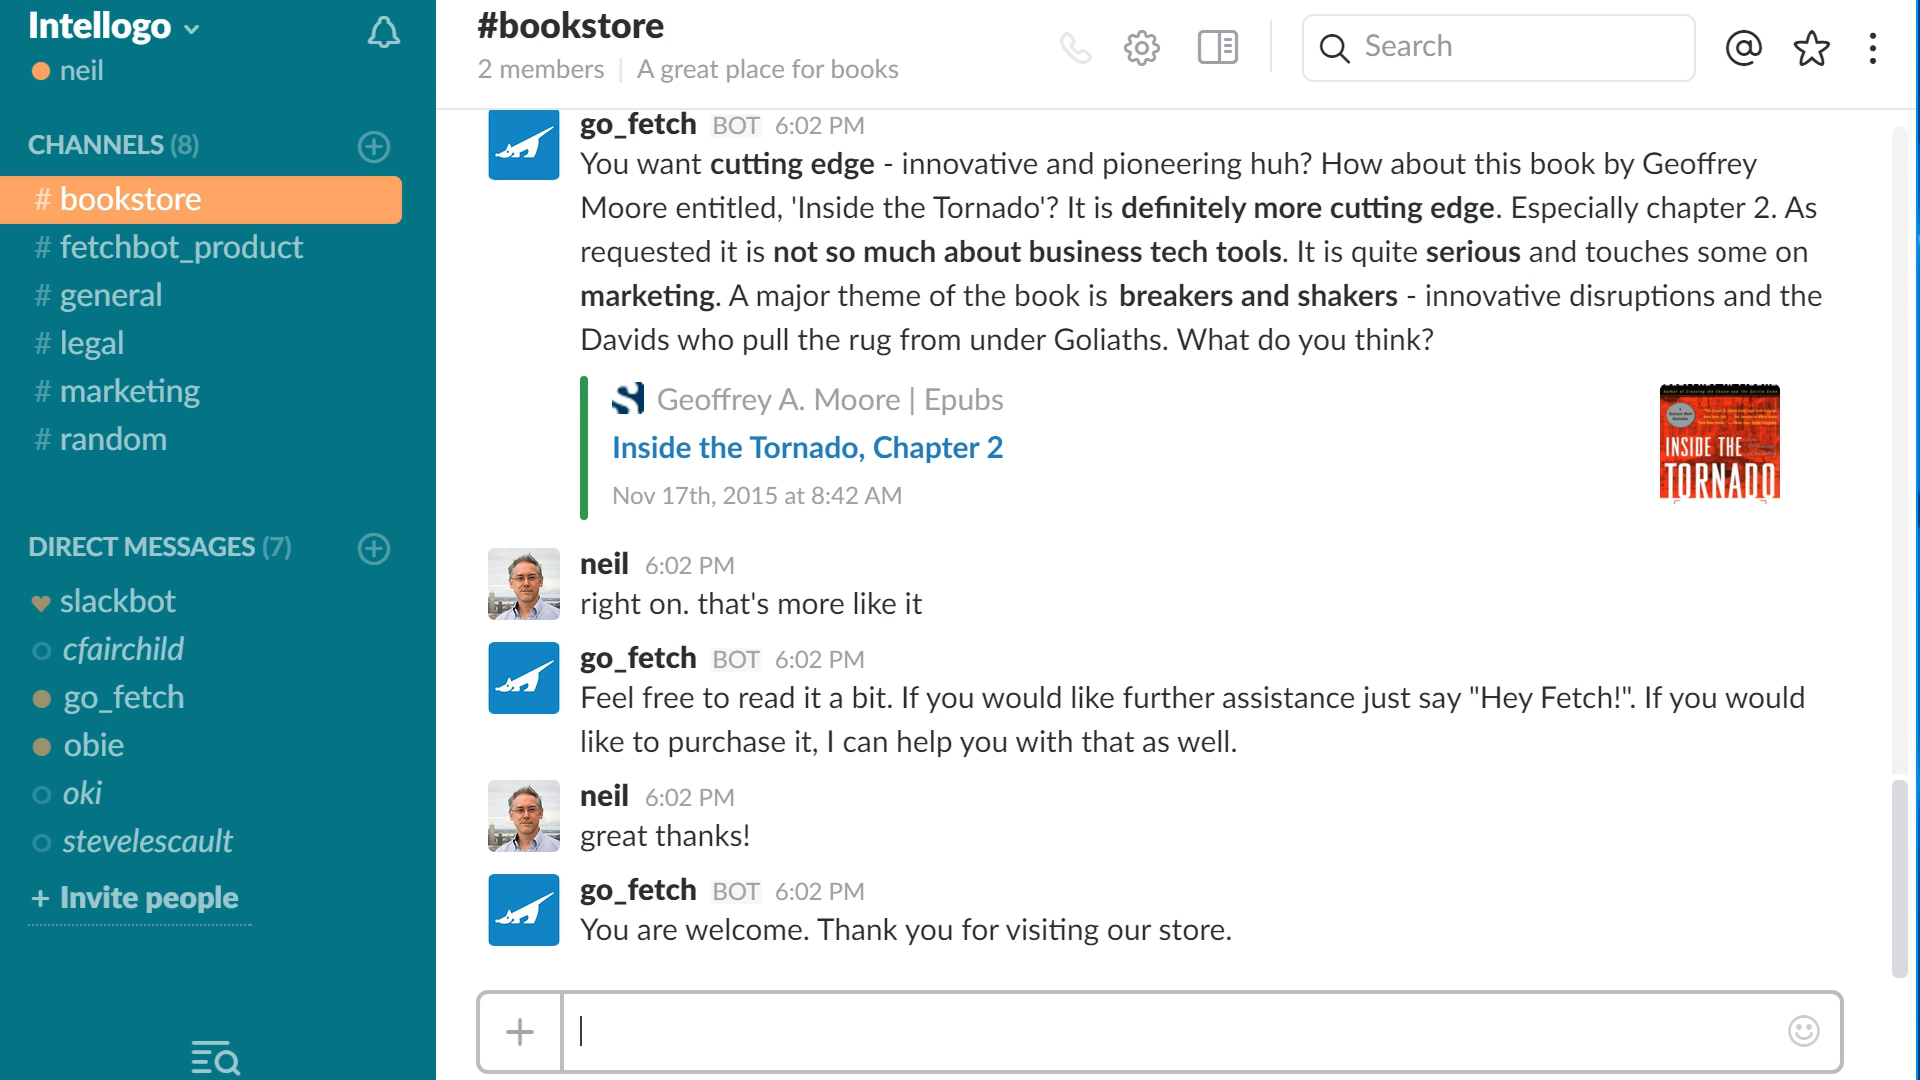 Intellogo
neil
CHANNELS (8)
# bookstore
# fetchbot_product
# general
# legal
# marketing
# random
DIRECT MESSAGES (7)
slackbot
cfairchild
go_fetch
obie
oki
stevelescault
+ Invite people
#bookstore
2 members | A great place for books
Search
go_fetch BOT 6:02 PM
You want cutting edge - innovative and pioneering huh? How about this book by Geoffrey
Moore entitled, 'Inside the Tornado'? It is definitely more cutting edge. Especially chapter 2. As
requested it is not so much about business tech tools. It is quite serious and touches some on
marketing. A major theme of the book is breakers and shakers - innovative disruptions and the
Davids who pull the rug from under Goliaths. What do you think?
Geoffrey A. Moore | Epubs
Inside the Tornado, Chapter 2
Nov 17th, 2015 at 8:42 AM
INSIDE THE
TORNADO
neil 6:02 PM
right on. that's more like it
go_fetch BOT 6:02 PM
Feel free to read it a bit. If you would like further assistance just say "Hey Fetch!". If you would
like to purchase it, I can help you with that as well.
neil 6:02 PM
great thanks!
go_fetch BOT 6:02 PM
You are welcome. Thank you for visiting our store.